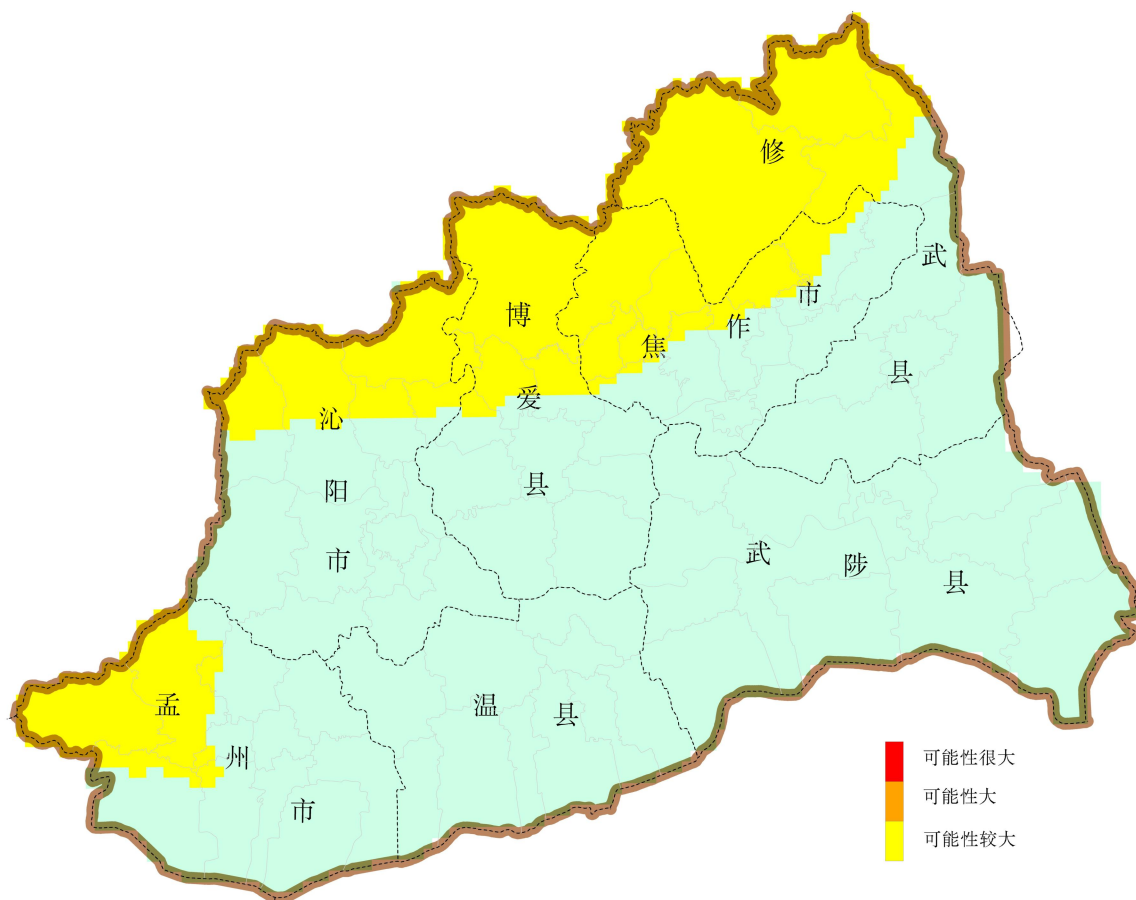 修
武
县
博
爱
县
焦
作
市
沁
阳
市
武
陟
县
孟
州
市
温
县
可能性很大
可能性大
可能性较大